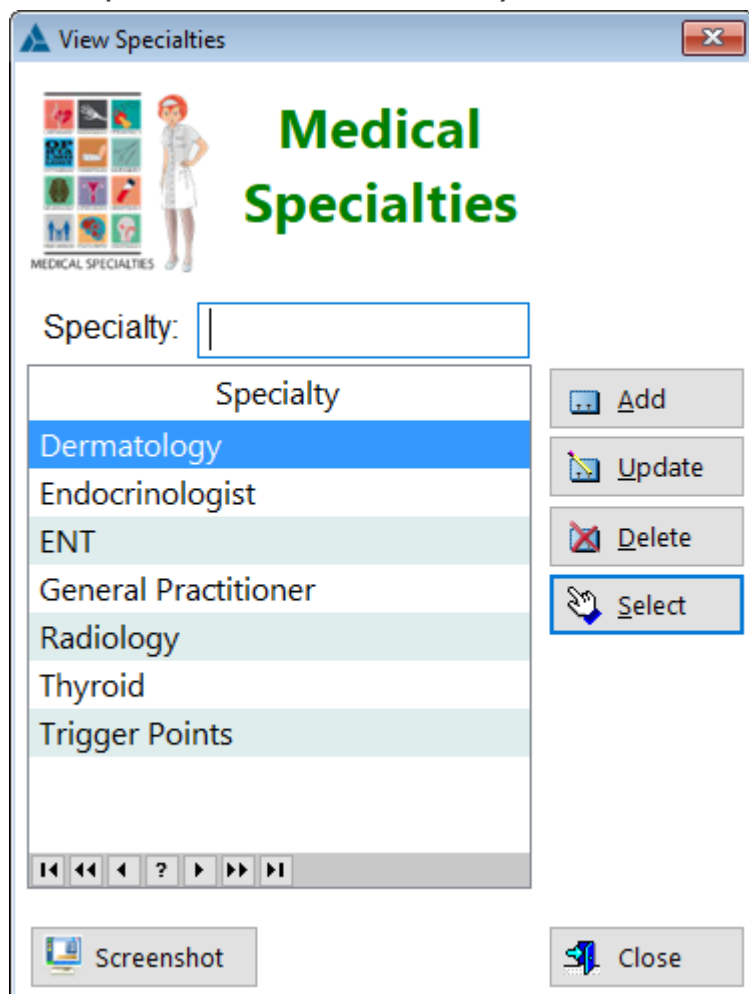 View Specialties
Medical
Specialties
MEDICAL SPECIALTIES
Specialty:
Specialty
Dermatology
Endocrinologist
ENT
General Practitioner
Radiology
Thyroid
Trigger Points
Add
Update
Delete
Select
?
Screenshot
Close